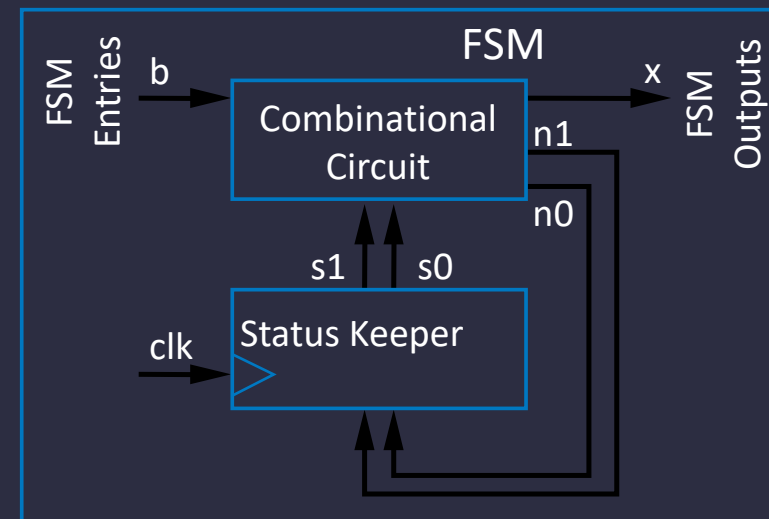 FSM
FSM
Entries
b
x
FSM
Outputs
Combinational
Circuit
n1
n0
s1
s0
Status Keeper
clk